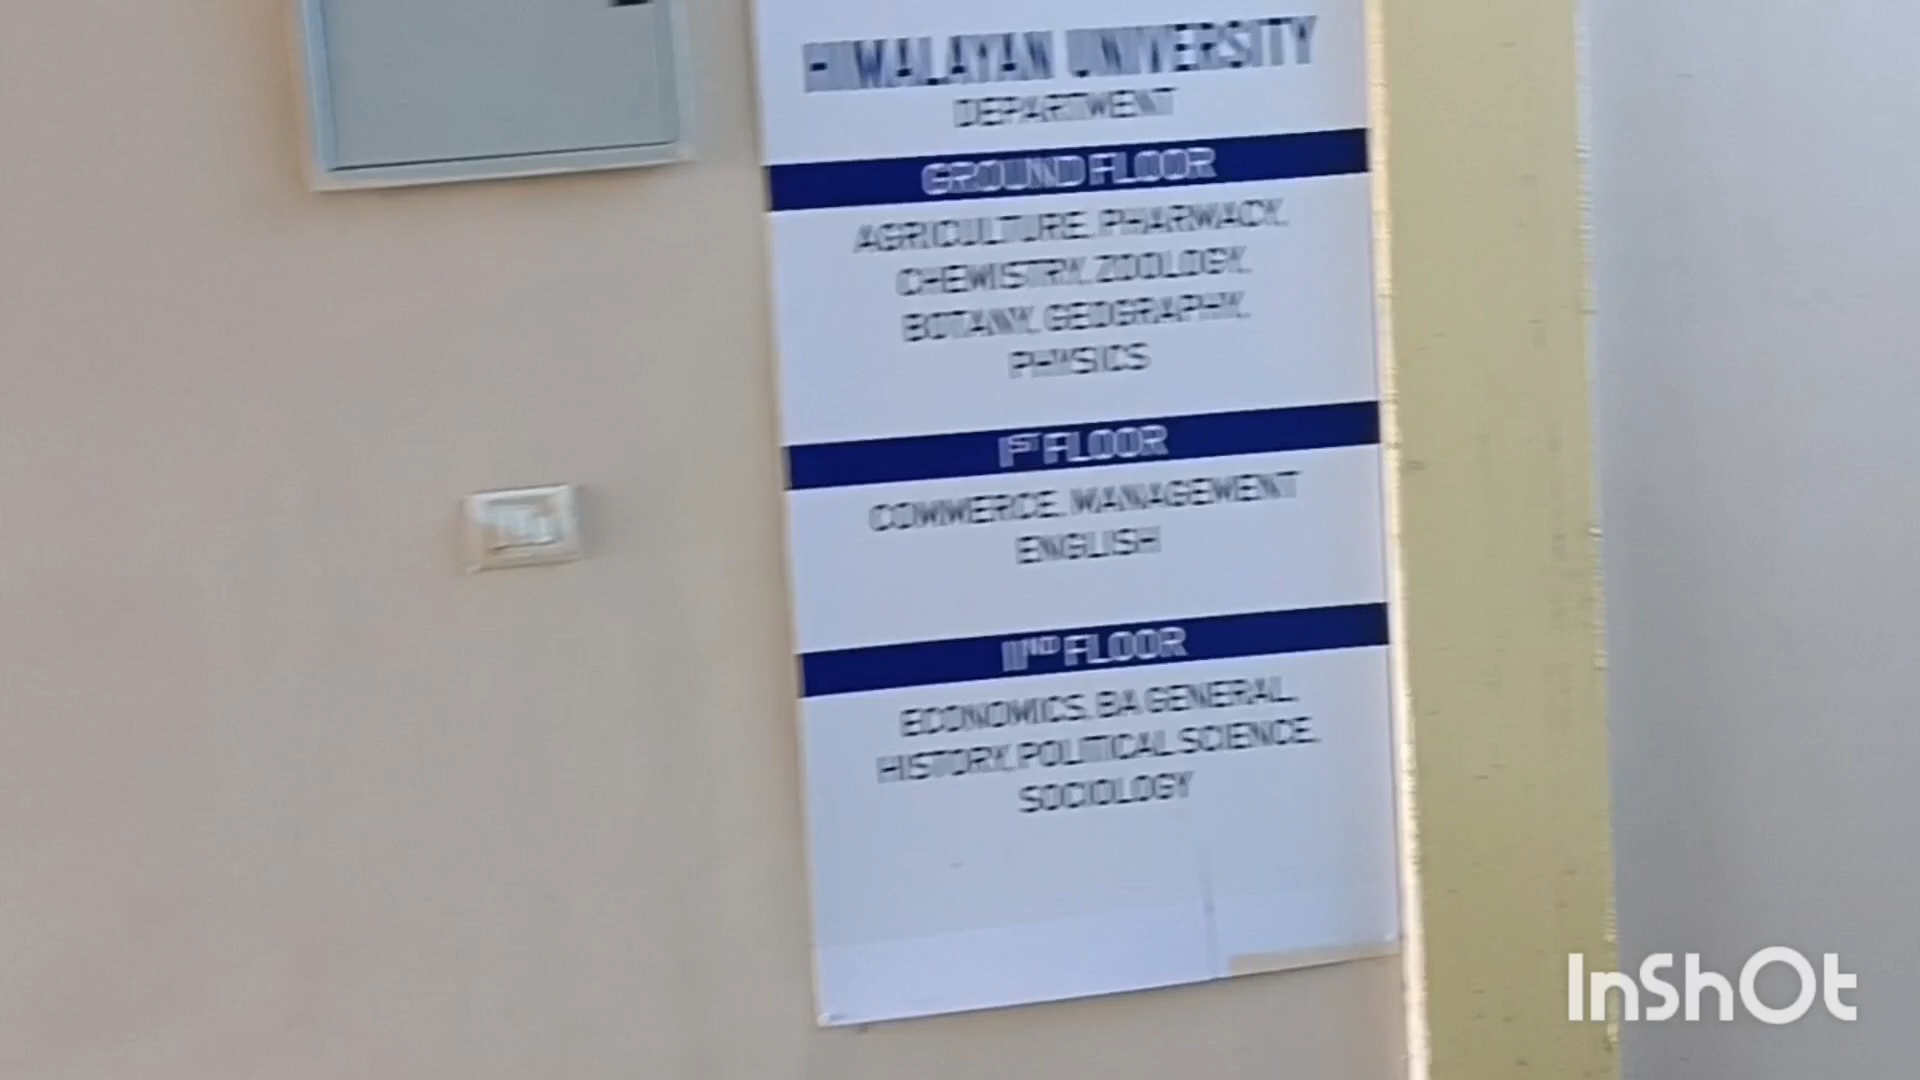 HIMALAYAN UNIVERSITY
DEPARTMENT
GROUND FLOOR
AGRICULTURE, PHARMACY,
CHEMISTRY, ZOOLOGY,
BOTANY, GEOGRAPHY,
PHYSICS
IST FLOOR
COMMERCE, MANAGEMENT
ENGLISH
IIND FLOOR
ECONOMICS, BA GENERAL,
HISTORY, POLITICAL SCIENCE,
SOCIOLOGY
InShOt